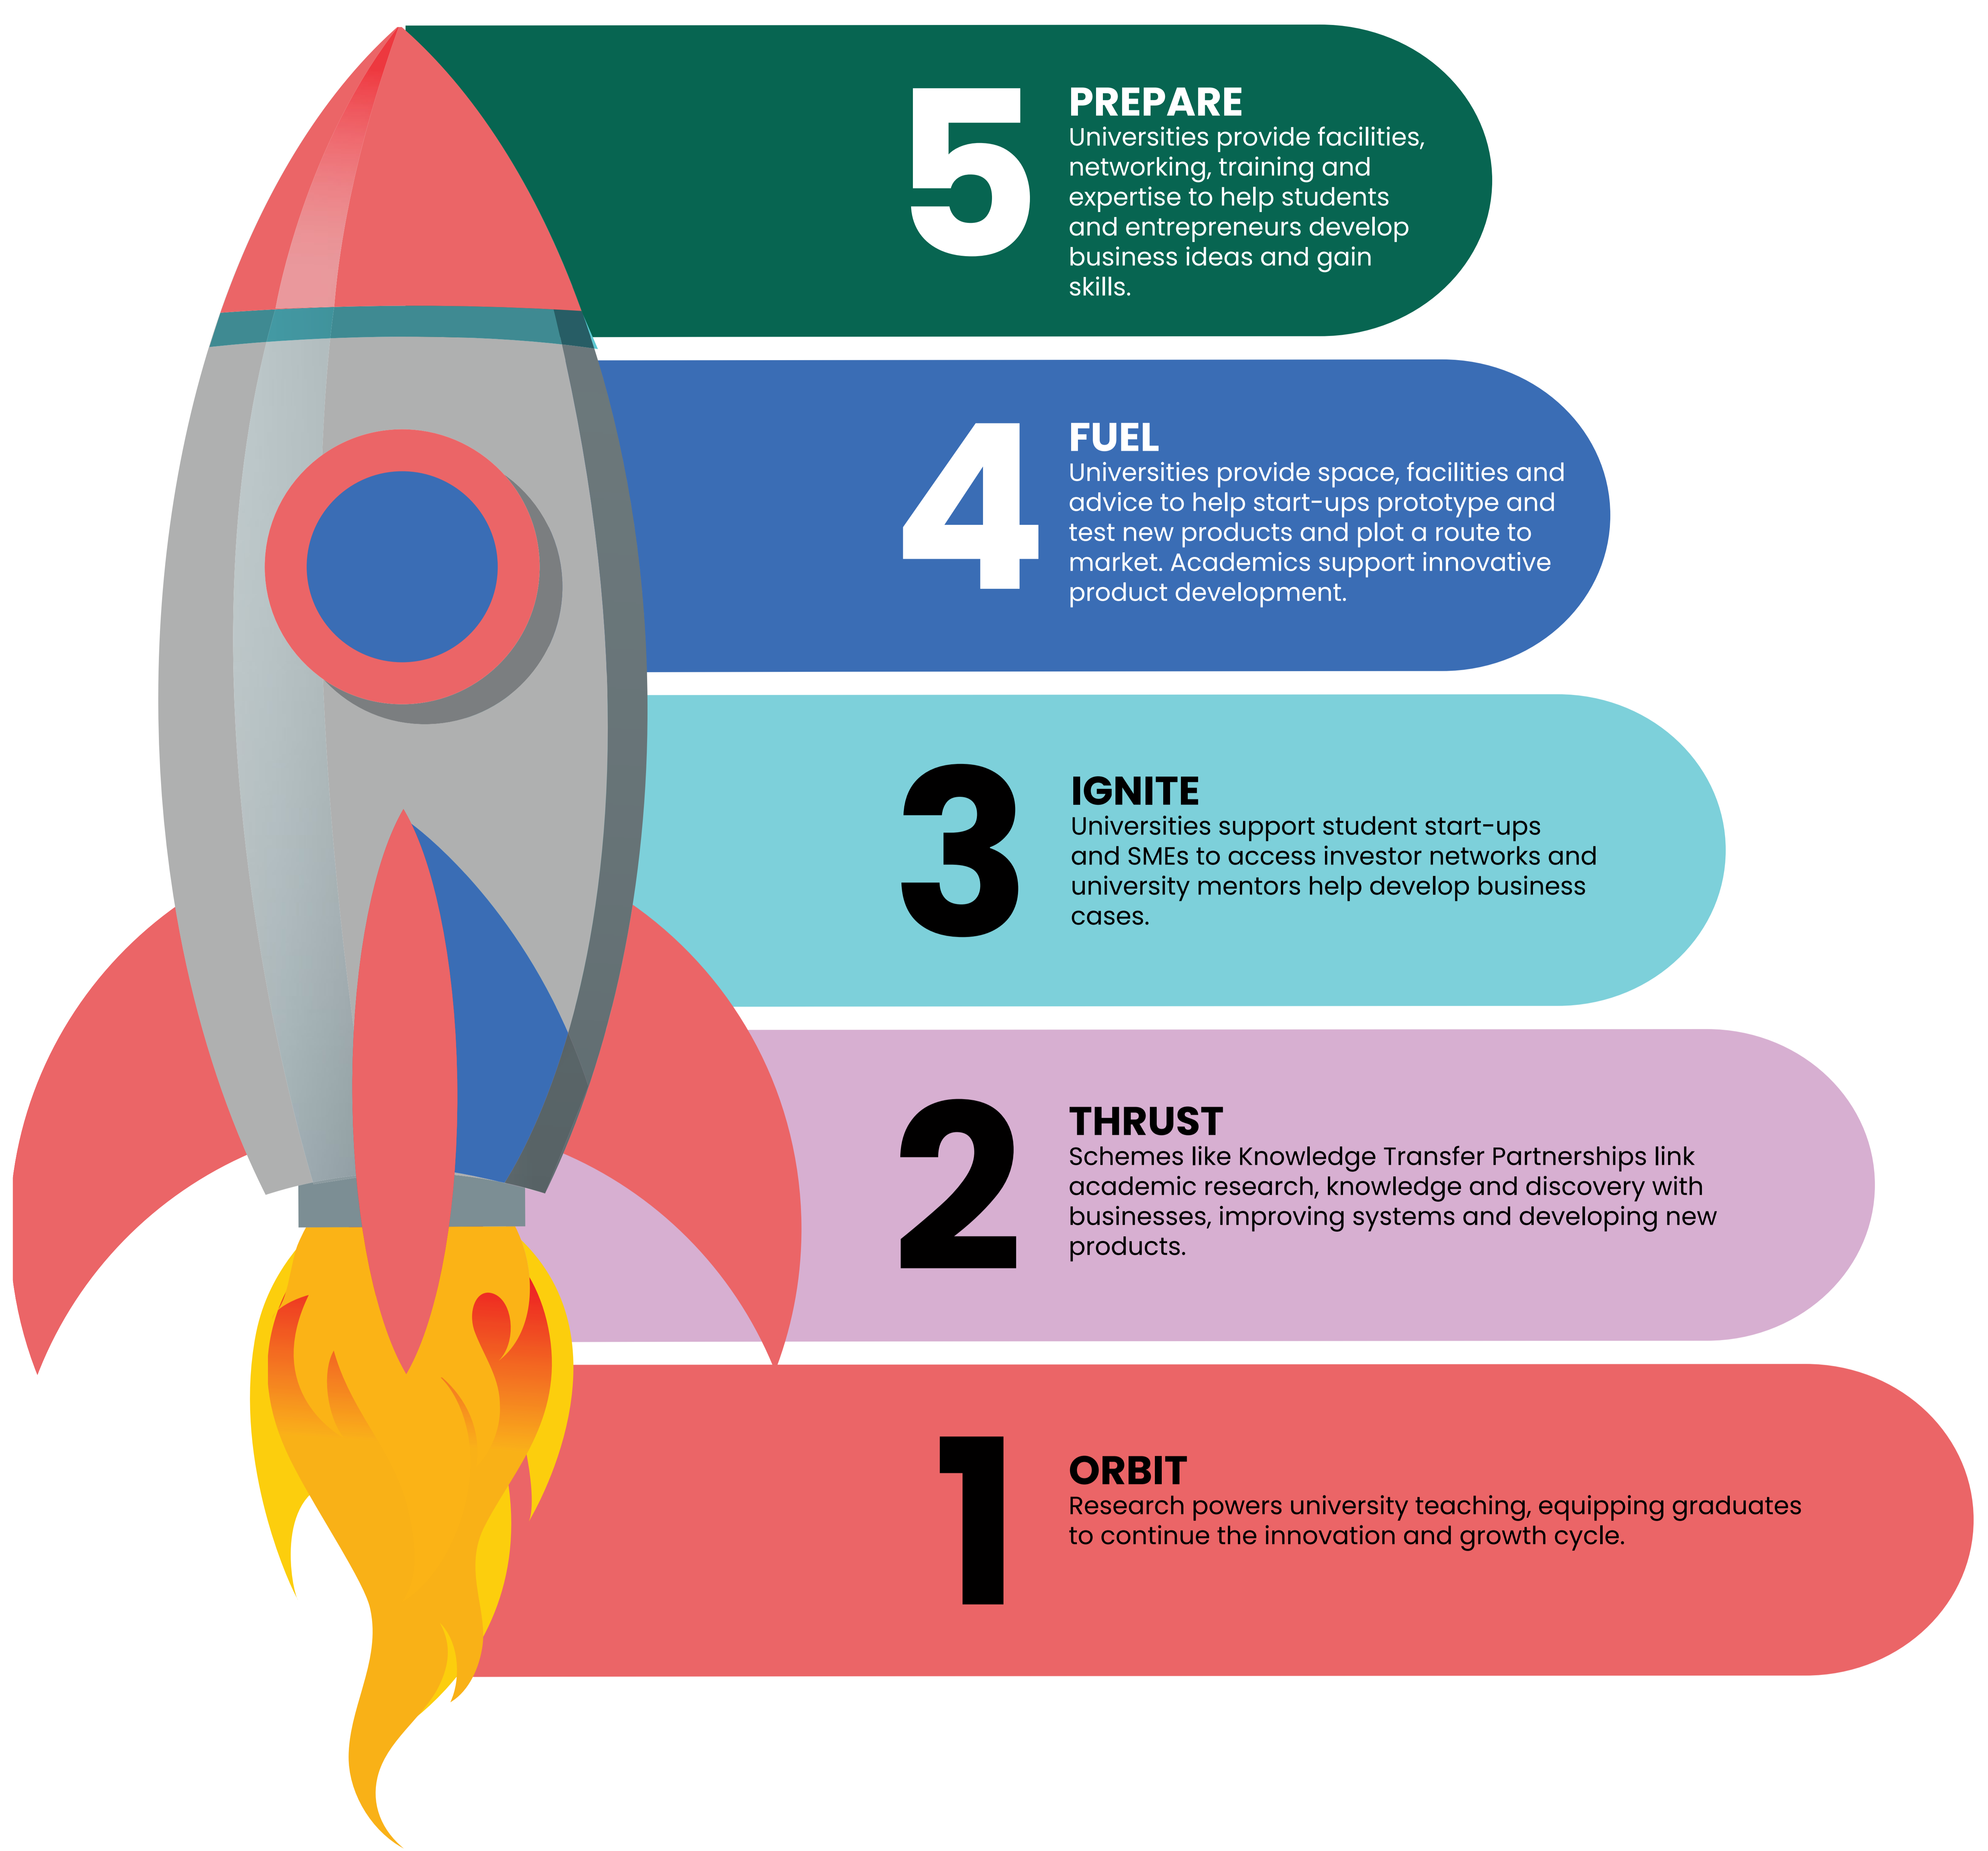 5
PREPARE
Universities provide facilities,
networking, training and
expertise to help students
and entrepreneurs develop
business ideas and gain
skills.
4
FUEL
Universities provide space, facilities and
advice to help start-ups prototype and
test new products and plot a route to
market. Academics support innovative
product development.
3
IGNITE
Universities support student start-ups
and SMEs to access investor networks and
university mentors help develop business
cases.
2
THRUST
Schemes like Knowledge Transfer Partnerships link
academic research, knowledge and discovery with
businesses, improving systems and developing new
products.
1
ORBIT
Research powers university teaching, equipping graduates
to continue the innovation and growth cycle.